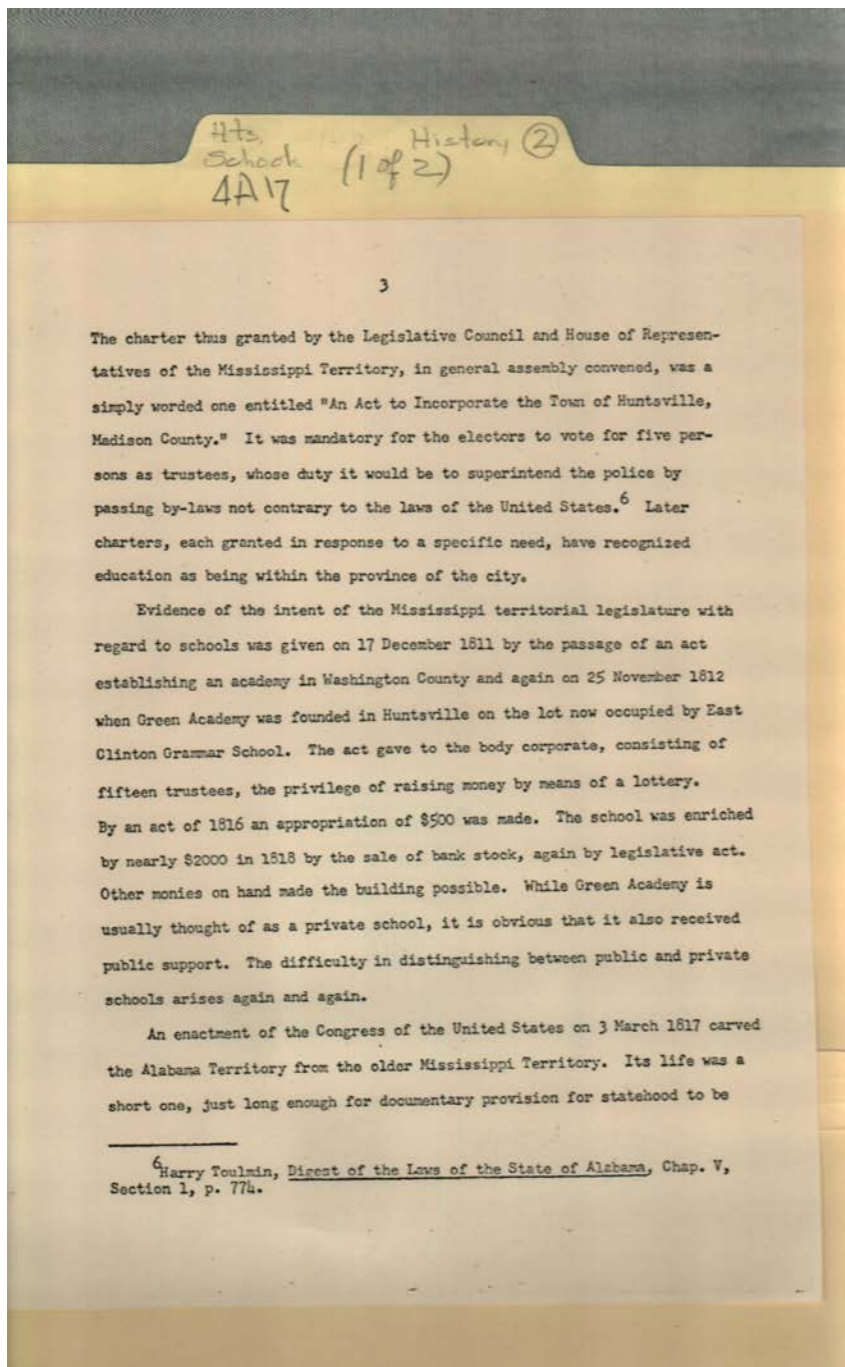 Hts. History ②
School (1 of 2)
4A17
3
The charter thus granted by the Legislative Council and House of Represen-
tatives of the Mississippi Territory, in general assembly convened, was a
simply worded one entitled "An Act to Incorporate the Town of Huntsville,
Madison County." It was mandatory for the electors to vote for five per-
sons as trustees, whose duty it would be to superintend the police by
passing by-laws not contrary to the laws of the United States.6 Later
charters, each granted in response to a specific need, have recognized
education as being within the province of the city.
Evidence of the intent of the Mississippi territorial legislature with
regard to schools was given on 17 December 1811 by the passage of an act
establishing an academy in Washington County and again on 25 November 1812
when Green Academy was founded in Huntsville on the lot now occupied by East
Clinton Grammar School. The act gave to the body corporate, consisting of
fifteen trustees, the privilege of raising money by means of a lottery.
By an act of 1816 an appropriation of $500 was made. The school was enriched
by nearly $2000 in 1818 by the sale of bank stock, again by legislative act.
Other monies on hand made the building possible. While Green Academy is
usually thought of as a private school, it is obvious that it also received
public support. The difficulty in distinguishing between public and private
schools arises again and again.
An enactment of the Congress of the United States on 3 March 1817 carved
the Alabama Territory from the older Mississippi Territory. Its life was a
short one, just long enough for documentary provision for statehood to be
6Harry Toulmin, Digest of the Laws of the State of Alabama, Chap. V,
Section 1, p. 774.